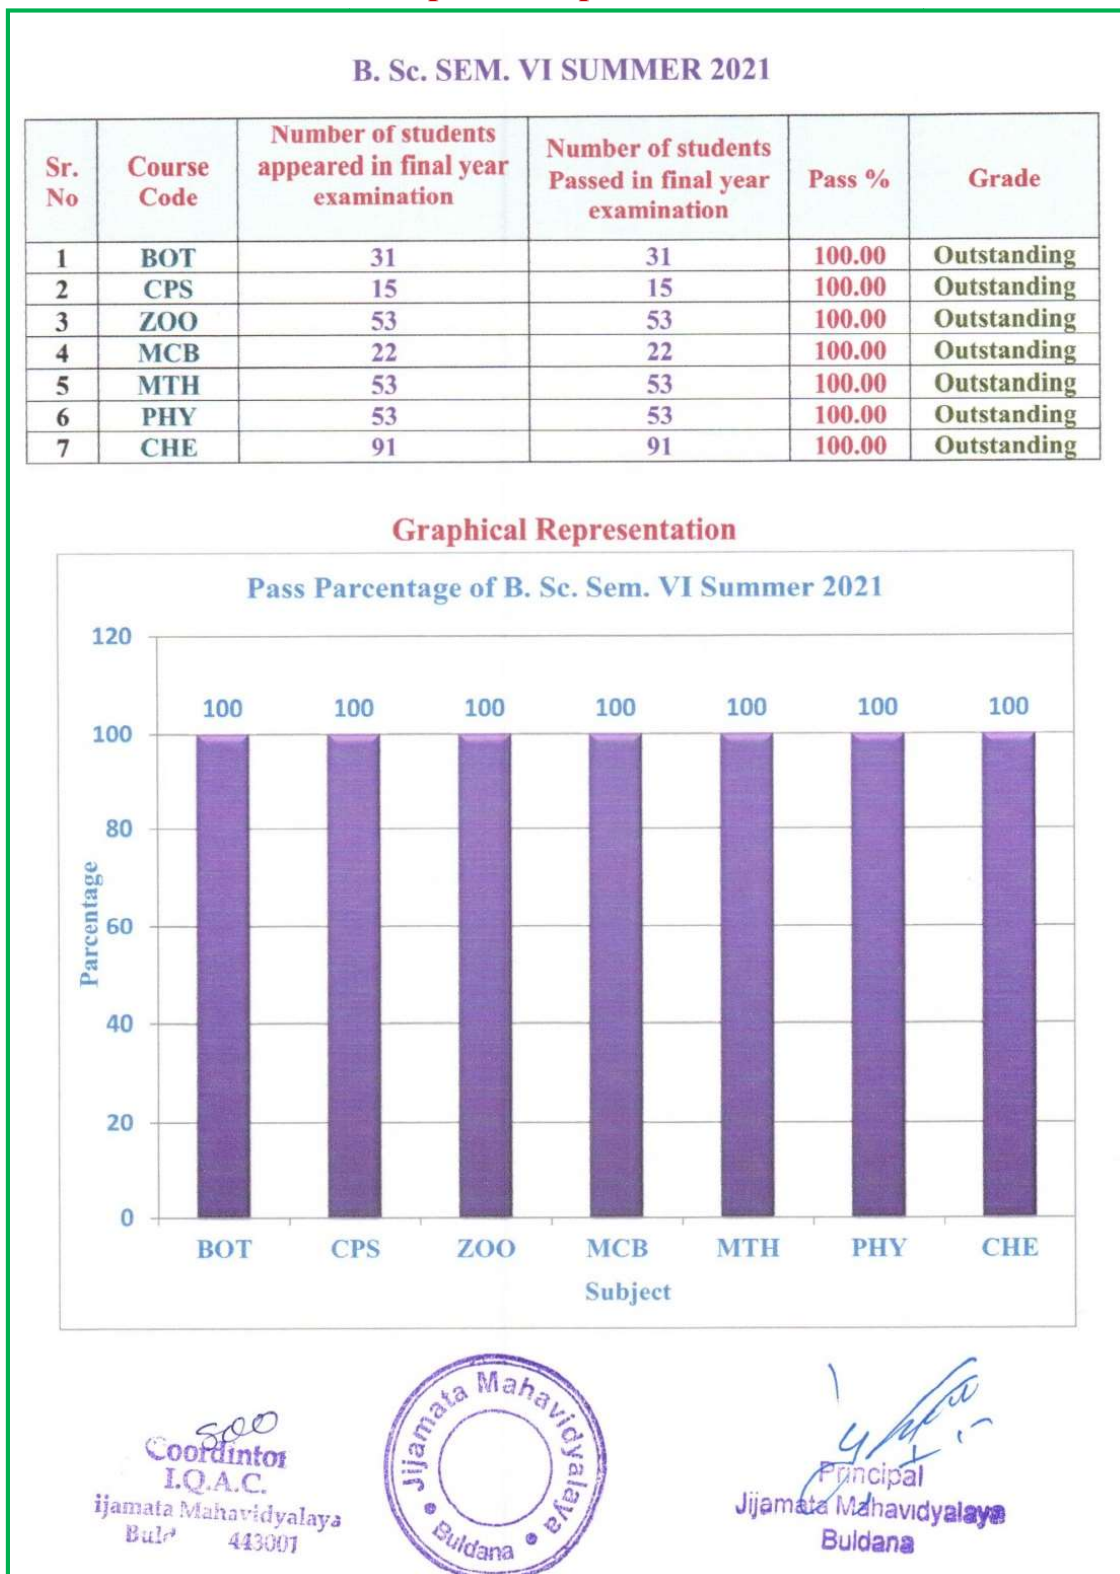 B. Sc. SEM. VI SUMMER 2021
Sr. No Course Code Number of students appeared in final year examination Number of students Passed in final year examination Pass % Grade
1 BOT 31 31 100.00 Outstanding
2 CPS 15 15 100.00 Outstanding
3 ZOO 53 53 100.00 Outstanding
4 MCB 22 22 100.00 Outstanding
5 MTH 53 53 100.00 Outstanding
6 PHY 53 53 100.00 Outstanding
7 CHE 91 91 100.00 Outstanding
Graphical Representation
Pass Parcentage of B. Sc. Sem. VI Summer 2021
120
100 100 100 100 100 100 100
100
80
60
40
20
0
Parcentage
BOT CPS ZOO MCB MTH PHY CHE
Subject
Coordintor
I.Q.A.C.
ijamata Mahavidyalaya
443001
Jijamata Mahavidyalaya
Buldana
Principal
Jijamata Mahavidyalaya
Buldana